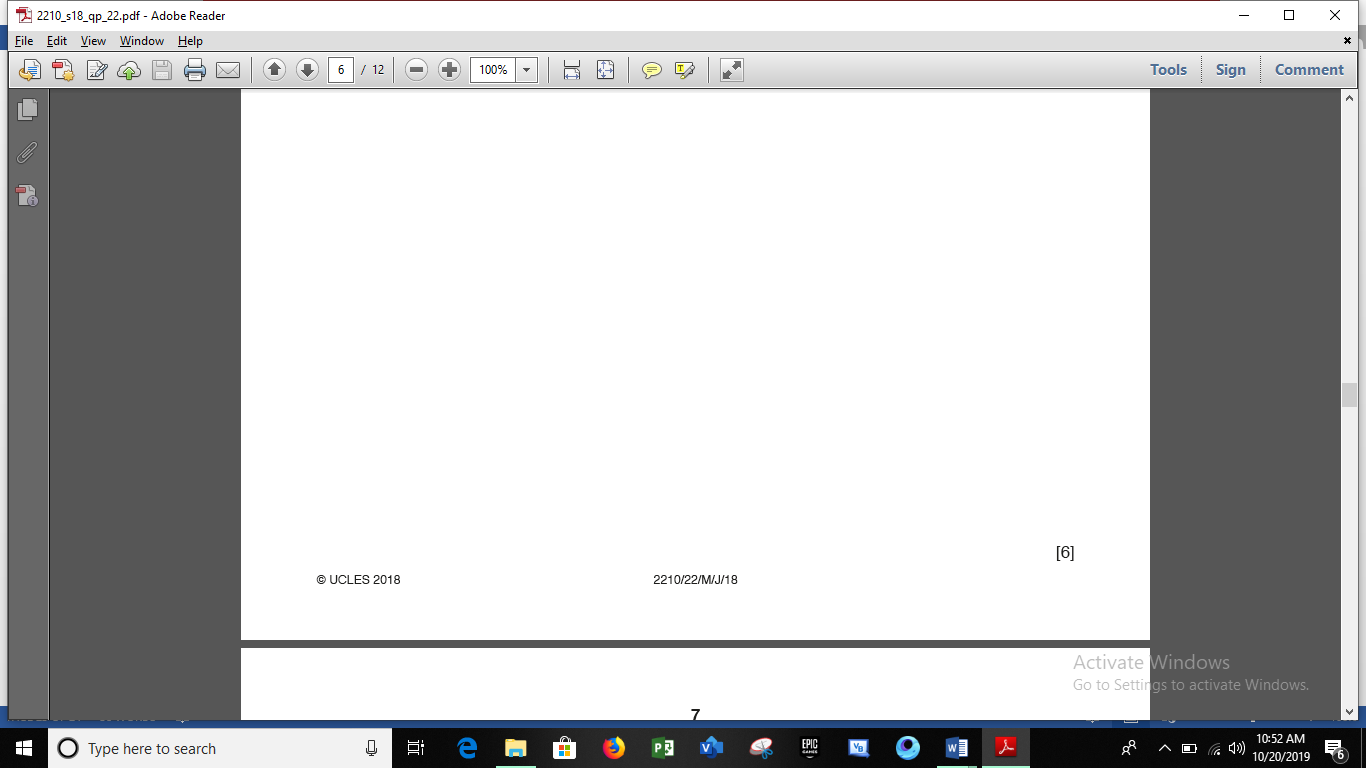 2210_s18_qp_22.pdf - Adobe Reader
File Edit View Window Help
6 / 12 100% Tools Sign Comment
[6]
© UCLES 2018 2210/22/M/J/18
Activate Windows
Go to Settings to activate Windows.
7
Type here to search
10:52 AM
10/20/2019
6